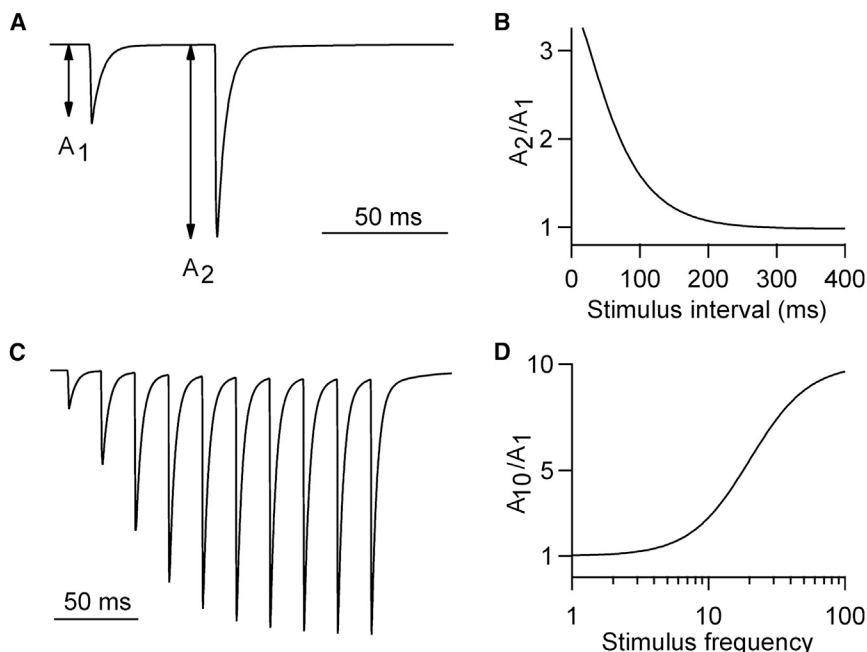 A
A1
A2
50 ms
B
A2/A1
3
2
1
0 100 200 300 400
Stimulus interval (ms)
C
50 ms
D
A10/A1
10
5
1
1 10 100
Stimulus frequency